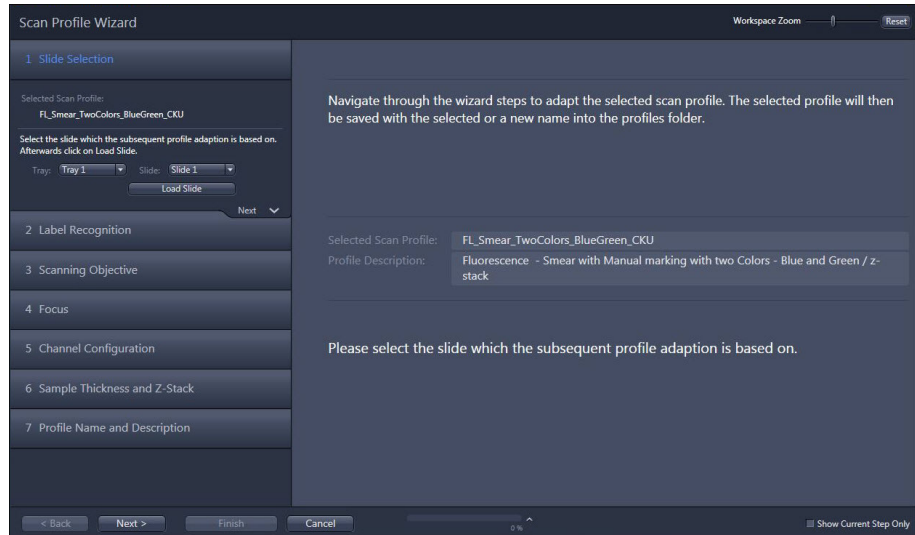 Scan Profile Wizard
Workspace Zoom
Reset
1 Slide Selection
Selected Scan Profile:
FL_Smear_TwoColors_BlueGreen_CKU
Select the slide which the subsequent profile adaption is based on.
Afterwards click on Load Slide.
Tray: Tray 1 Slide: Slide 1
Load Slide
Next
2 Label Recognition
3 Scanning Objective
4 Focus
5 Channel Configuration
6 Sample Thickness and Z-Stack
7 Profile Name and Description
Navigate through the wizard steps to adapt the selected scan profile. The selected profile will then
be saved with the selected or a new name into the profiles folder.
Selected Scan Profile: FL_Smear_TwoColors_BlueGreen_CKU
Profile Description: Fluorescence - Smear with Manual marking with two Colors - Blue and Green / z-
stack
Please select the slide which the subsequent profile adaption is based on.
< Back Next > Finish Cancel 0 % Show Current Step Only